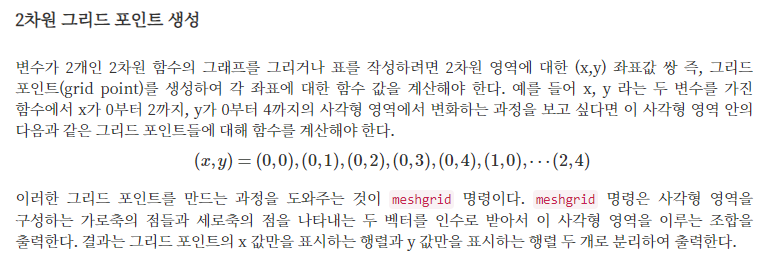 2차원 그리드 포인트 생성
변수가 2개인 2차원 함수의 그래프를 그리거나 표를 작성하려면 2차원 영역에 대한 (x,y) 좌표값 쌍 즉, 그리드
포인트(grid point)를 생성하여 각 좌표에 대한 함수 값을 계산해야 한다. 예를 들어 x, y 라는 두 변수를 가진
함수에서 x가 0부터 2까지, y가 0부터 4까지의 사각형 영역에서 변화하는 과정을 보고 싶다면 이 사각형 영역 안의
다음과 같은 그리드 포인트들에 대해 함수를 계산해야 한다.
(x, y) = (0, 0), (0, 1), (0, 2), (0, 3), (0, 4), (1, 0), ⋯ (2, 4)
이러한 그리드 포인트를 만드는 과정을 도와주는 것이 meshgrid 명령이다. meshgrid 명령은 사각형 영역을
구성하는 가로축의 점들과 세로축의 점을 나타내는 두 벡터를 인수로 받아서 이 사각형 영역을 이루는 조합을
출력한다. 결과는 그리드 포인트의 x 값만을 표시하는 행렬과 y 값만을 표시하는 행렬 두 개로 분리하여 출력한다.